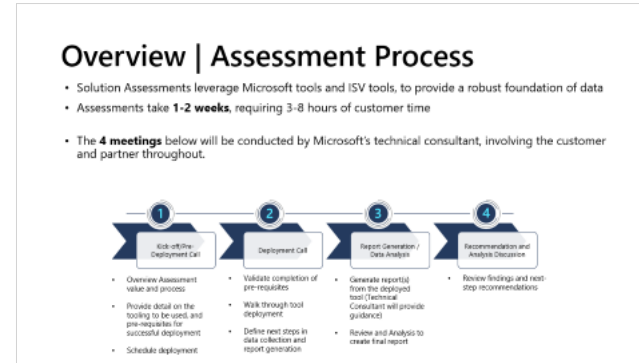 Overview | Assessment Process
• Solution Assessments leverage Microsoft tools and ISV tools, to provide a robust foundation of data
• Assessments take 1-2 weeks, requiring 3-8 hours of customer time
• The 4 meetings below will be conducted by Microsoft's technical consultant, involving the customer
and partner throughout.
1
Kick-off/Pre-
Deployment Call
• Overview Assessment
value and process
• Provide detail on the
tooling to be used, and
pre-requisites for
successful deployment
• Schedule deployment
2
Deployment Call
• Validate completion of
pre-requisites
• Walk through tool
deployment
• Define next steps in
data collection and
report generation
3
Report Generation /
Data Analysis
• Generate report(s)
from the deployed
tool (Technical
Consultant will provide
guidance)
• Review and Analysis to
create final report
4
Recommendation and
Analysis Discussion
• Review findings and next-
step recommendations